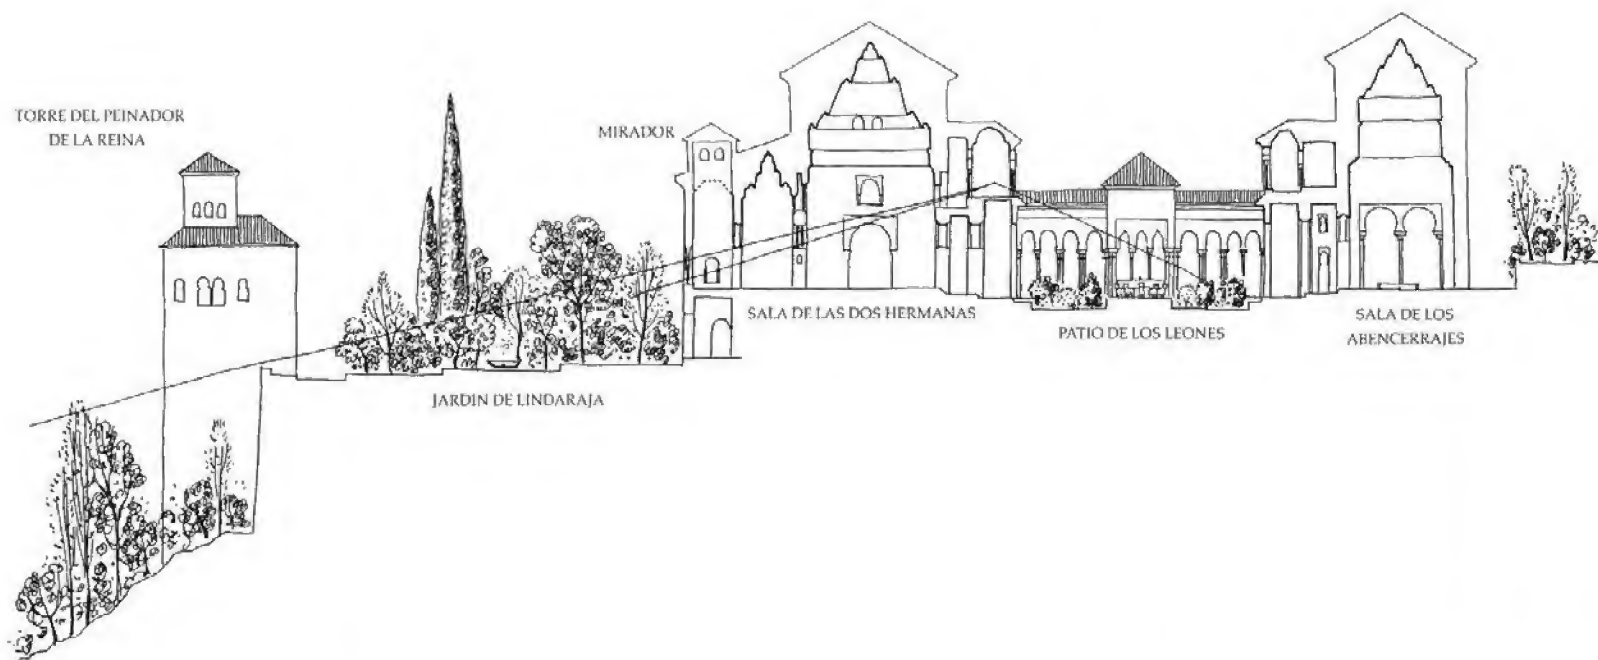 TORRE DEL PEINADOR
DE LA REINA
MIRADOR
SALA DE LAS DOS HERMANAS
PATIO DE LOS LEONES
SALA DE LOS
ABENCERRAJES
JARDIN DE LINDARAJA